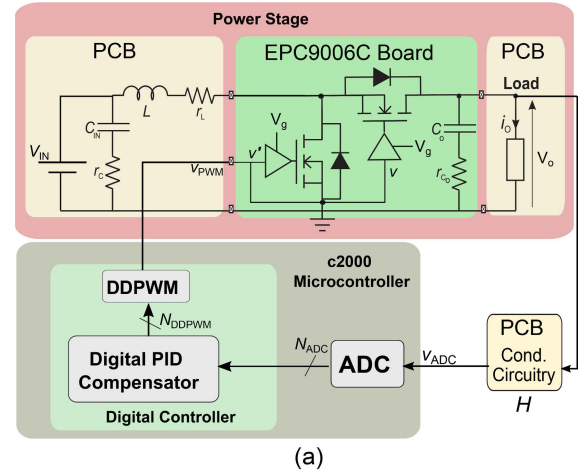 Power Stage
PCB
EPC9006C Board
PCB
Load
L
r_L
C_IN
V_IN
r_C
V_g
v'
v_PWM
V_g
v
C_o
r_Co
i_O
V_o
c2000
Microcontroller
DDPWM
N_DDPWM
Digital PID
Compensator
Digital Controller
N_ADC
ADC
v_ADC
PCB
Cond.
Circuitry
H
(a)